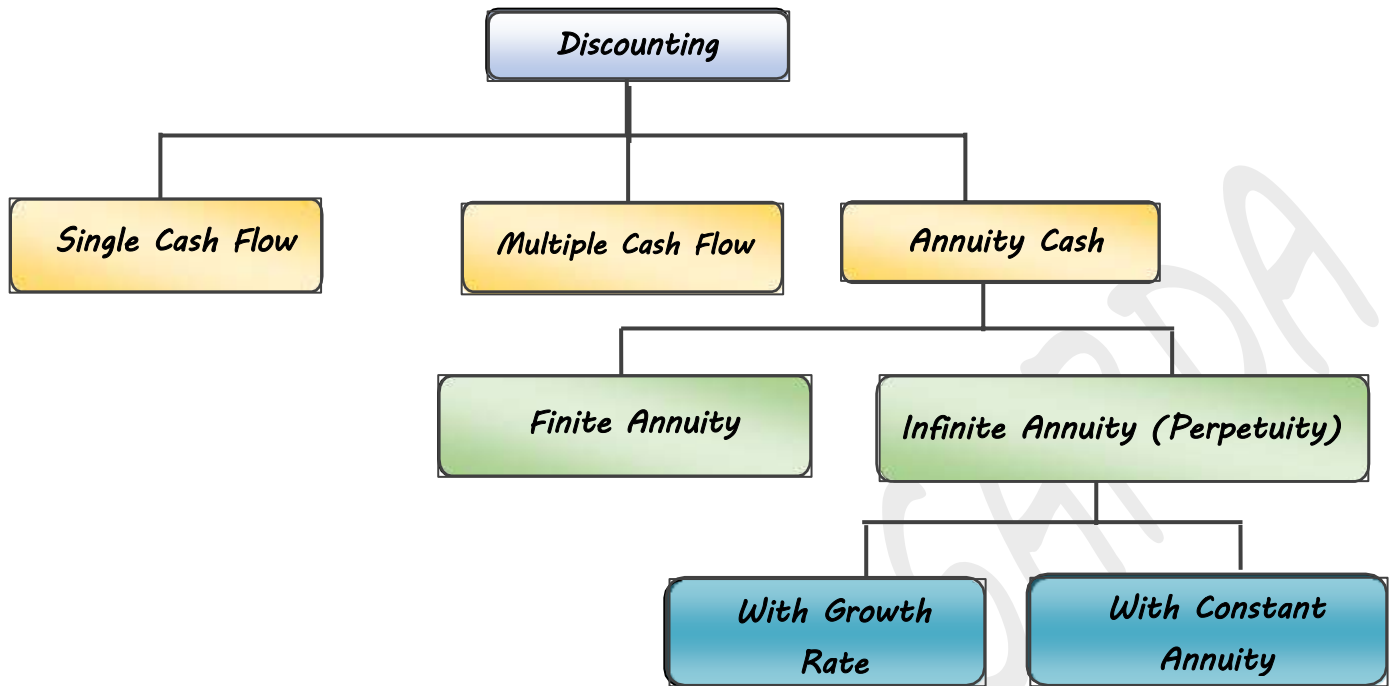 Discounting
Single Cash Flow
Multiple Cash Flow
Annuity Cash
Finite Annuity
Infinite Annuity (Perpetuity)
With Growth
Rate
With Constant
Annuity